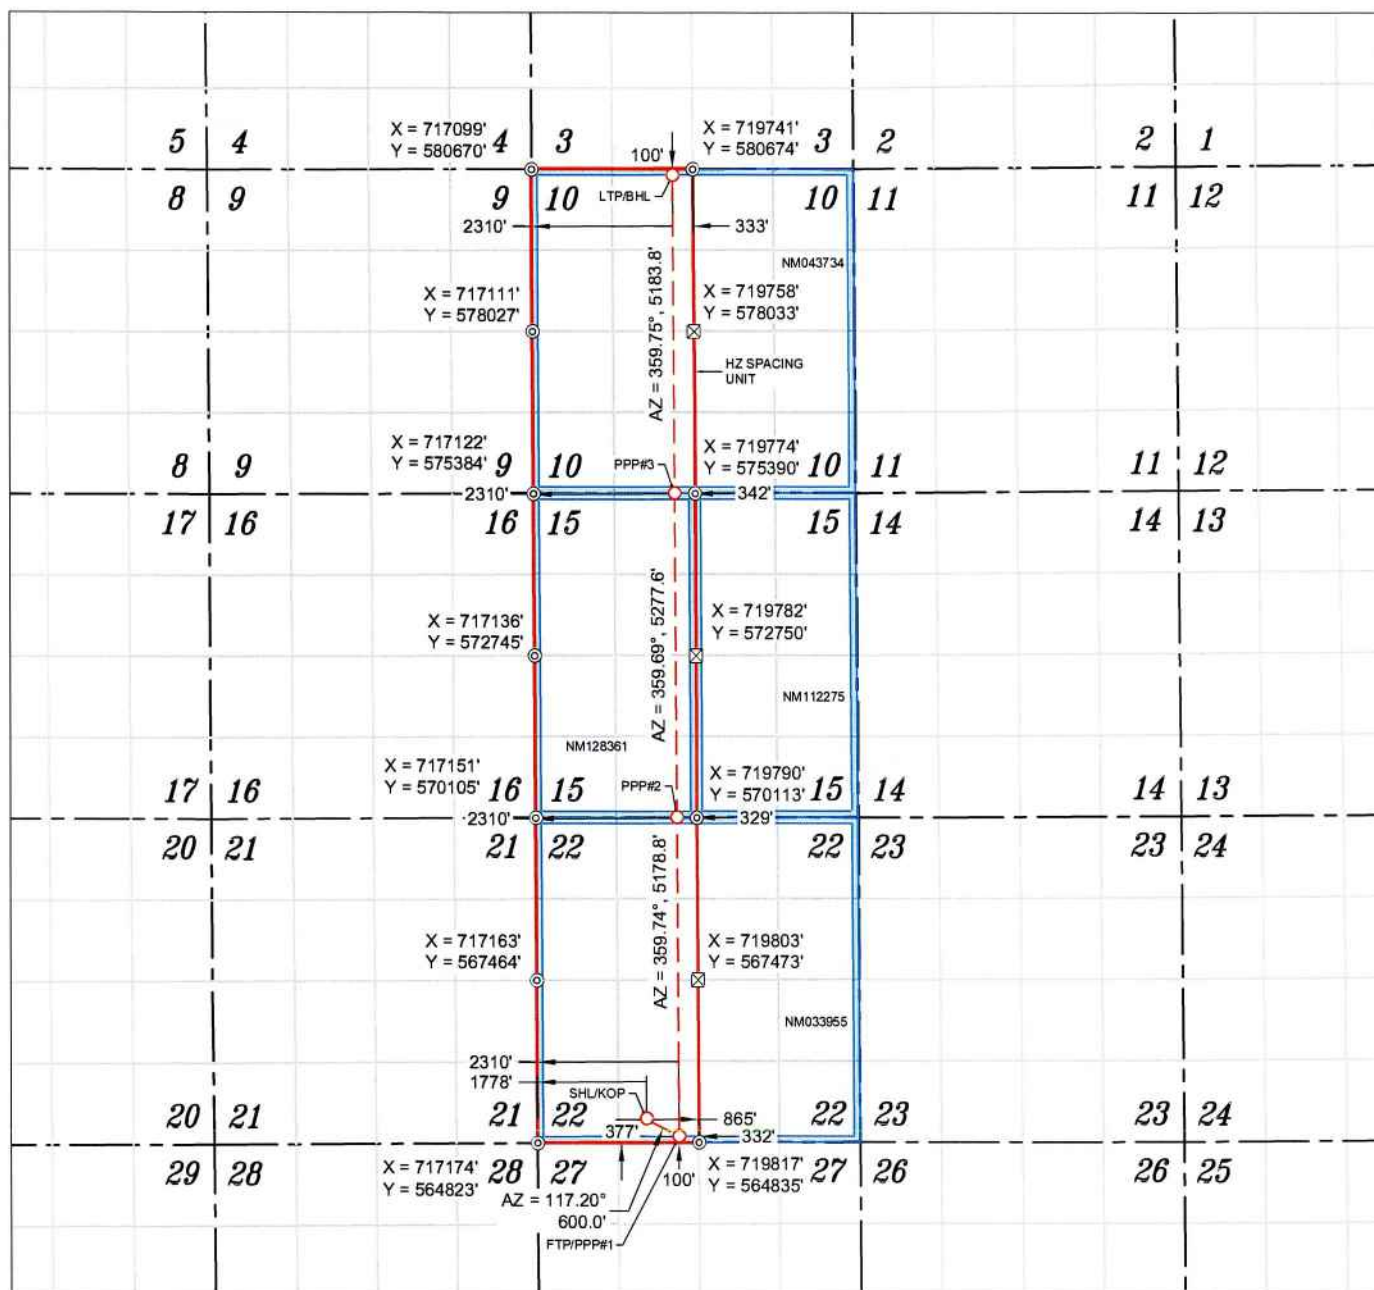 5 4
X = 717099'
Y = 580670'
4 3
X = 719741'
Y = 580674'
3 2
2 1
100'
LTP/BHL
8 9
9 10
10 11
11 12
2310'
333'
NM043734
AZ = 359.75°, 5183.8'
X = 717111'
Y = 578027'
X = 719758'
Y = 578033'
HZ SPACING
UNIT
X = 717122'
Y = 575384'
X = 719774'
Y = 575390'
8 9
9 10
PPP#3
10 11
11 12
2310'
342'
17 16
16 15
15 14
14 13
AZ = 359.69°, 5277.6'
X = 717136'
Y = 572745'
X = 719782'
Y = 572750'
NM112275
NM128361
X = 717151'
Y = 570105'
X = 719790'
Y = 570113'
17 16
16 15
PPP#2
15 14
14 13
2310'
329'
20 21
21 22
22 23
23 24
AZ = 359.74°, 5178.8'
X = 717163'
Y = 567464'
X = 719803'
Y = 567473'
NM033955
2310'
1778'
SHL/KOP
20 21
21 22
865'
22 23
23 24
377'
332'
29 28
X = 717174'
Y = 564823'
28 27
100'
X = 719817'
Y = 564835'
27 26
26 25
AZ = 117.20°
600.0'
FTP/PPP#1